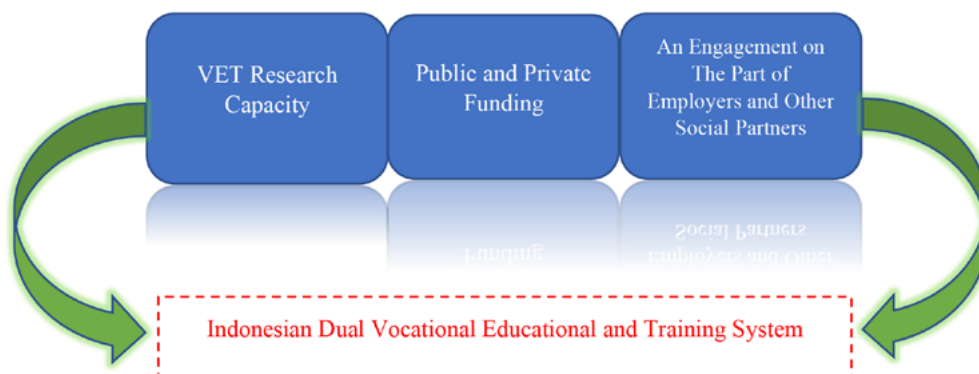 VET Research
Capacity
Public and Private
Funding
An Engagement on
The Part of
Employers and Other
Social Partners
Indonesian Dual Vocational Educational and Training System